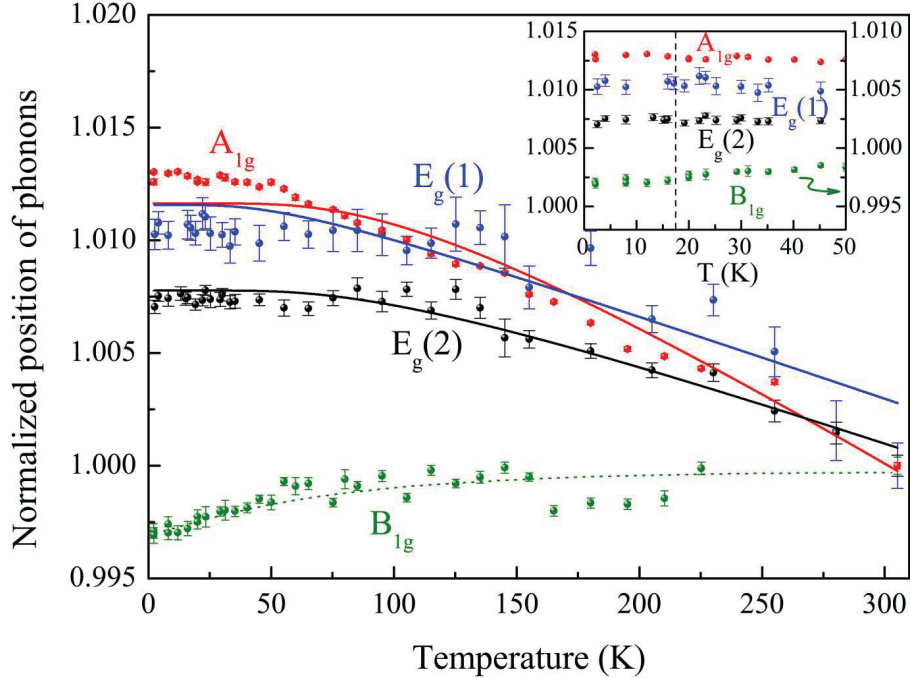 1.020
1.015
1.010
1.005
1.000
0.995
0
50
100
150
200
250
300
Normalized position of phonons
Temperature (K)
A1g
Eg(1)
Eg(2)
B1g
1.015
1.010
1.005
1.000
1.010
1.005
1.000
0.995
0
10
20
30
40
50
T (K)
A1g
Eg(1)
Eg(2)
B1g